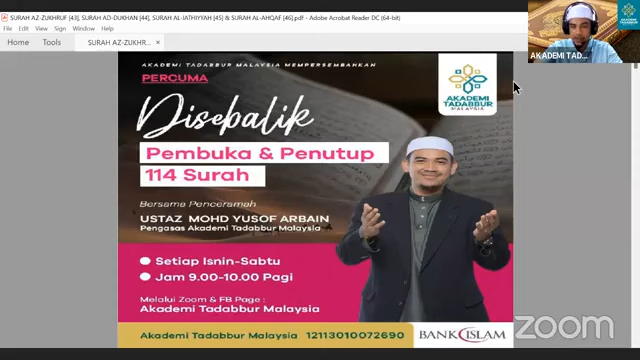 SURAH AZ-ZUKHRUF [43], SURAH AD-DUKHAN [44], SURAH AL-JATHIYYAH [45] & SURAH AL-AHQAF [46].pdf - Adobe Acrobat Reader DC (64-bit)
File Edit View Sign Window Help
Home Tools SURAH AZ-ZUKHR... ×
AKADEMI TAD...
AKADEMI TADABBUR MALAYSIA MEMPERSEMBAHKAN
PERCUMA
AKADEMI
TADABBUR
MALAYSIA
Disebalik
Pembuka & Penutup
114 Surah
Bersama Penceramah
USTAZ MOHD YUSOF ARBAIN
Pengasas Akademi Tadabbur Malaysia
Setiap Isnin-Sabtu
Jam 9.00-10.00 Pagi
Melalui Zoom & FB Page :
Akademi Tadabbur Malaysia
Akademi Tadabbur Malaysia 12113010072690 BANK ISLAM
zoom